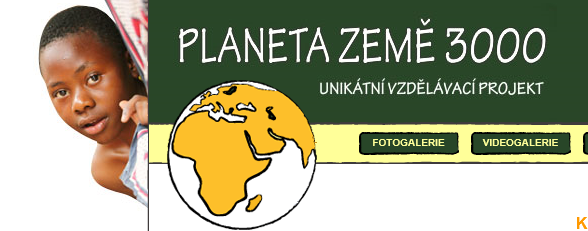 PLANETA ZEMĚ 3000
UNIKÁTNÍ VZDĚLÁVACÍ PROJEKT
FOTOGALERIE VIDEOGALERIE
K